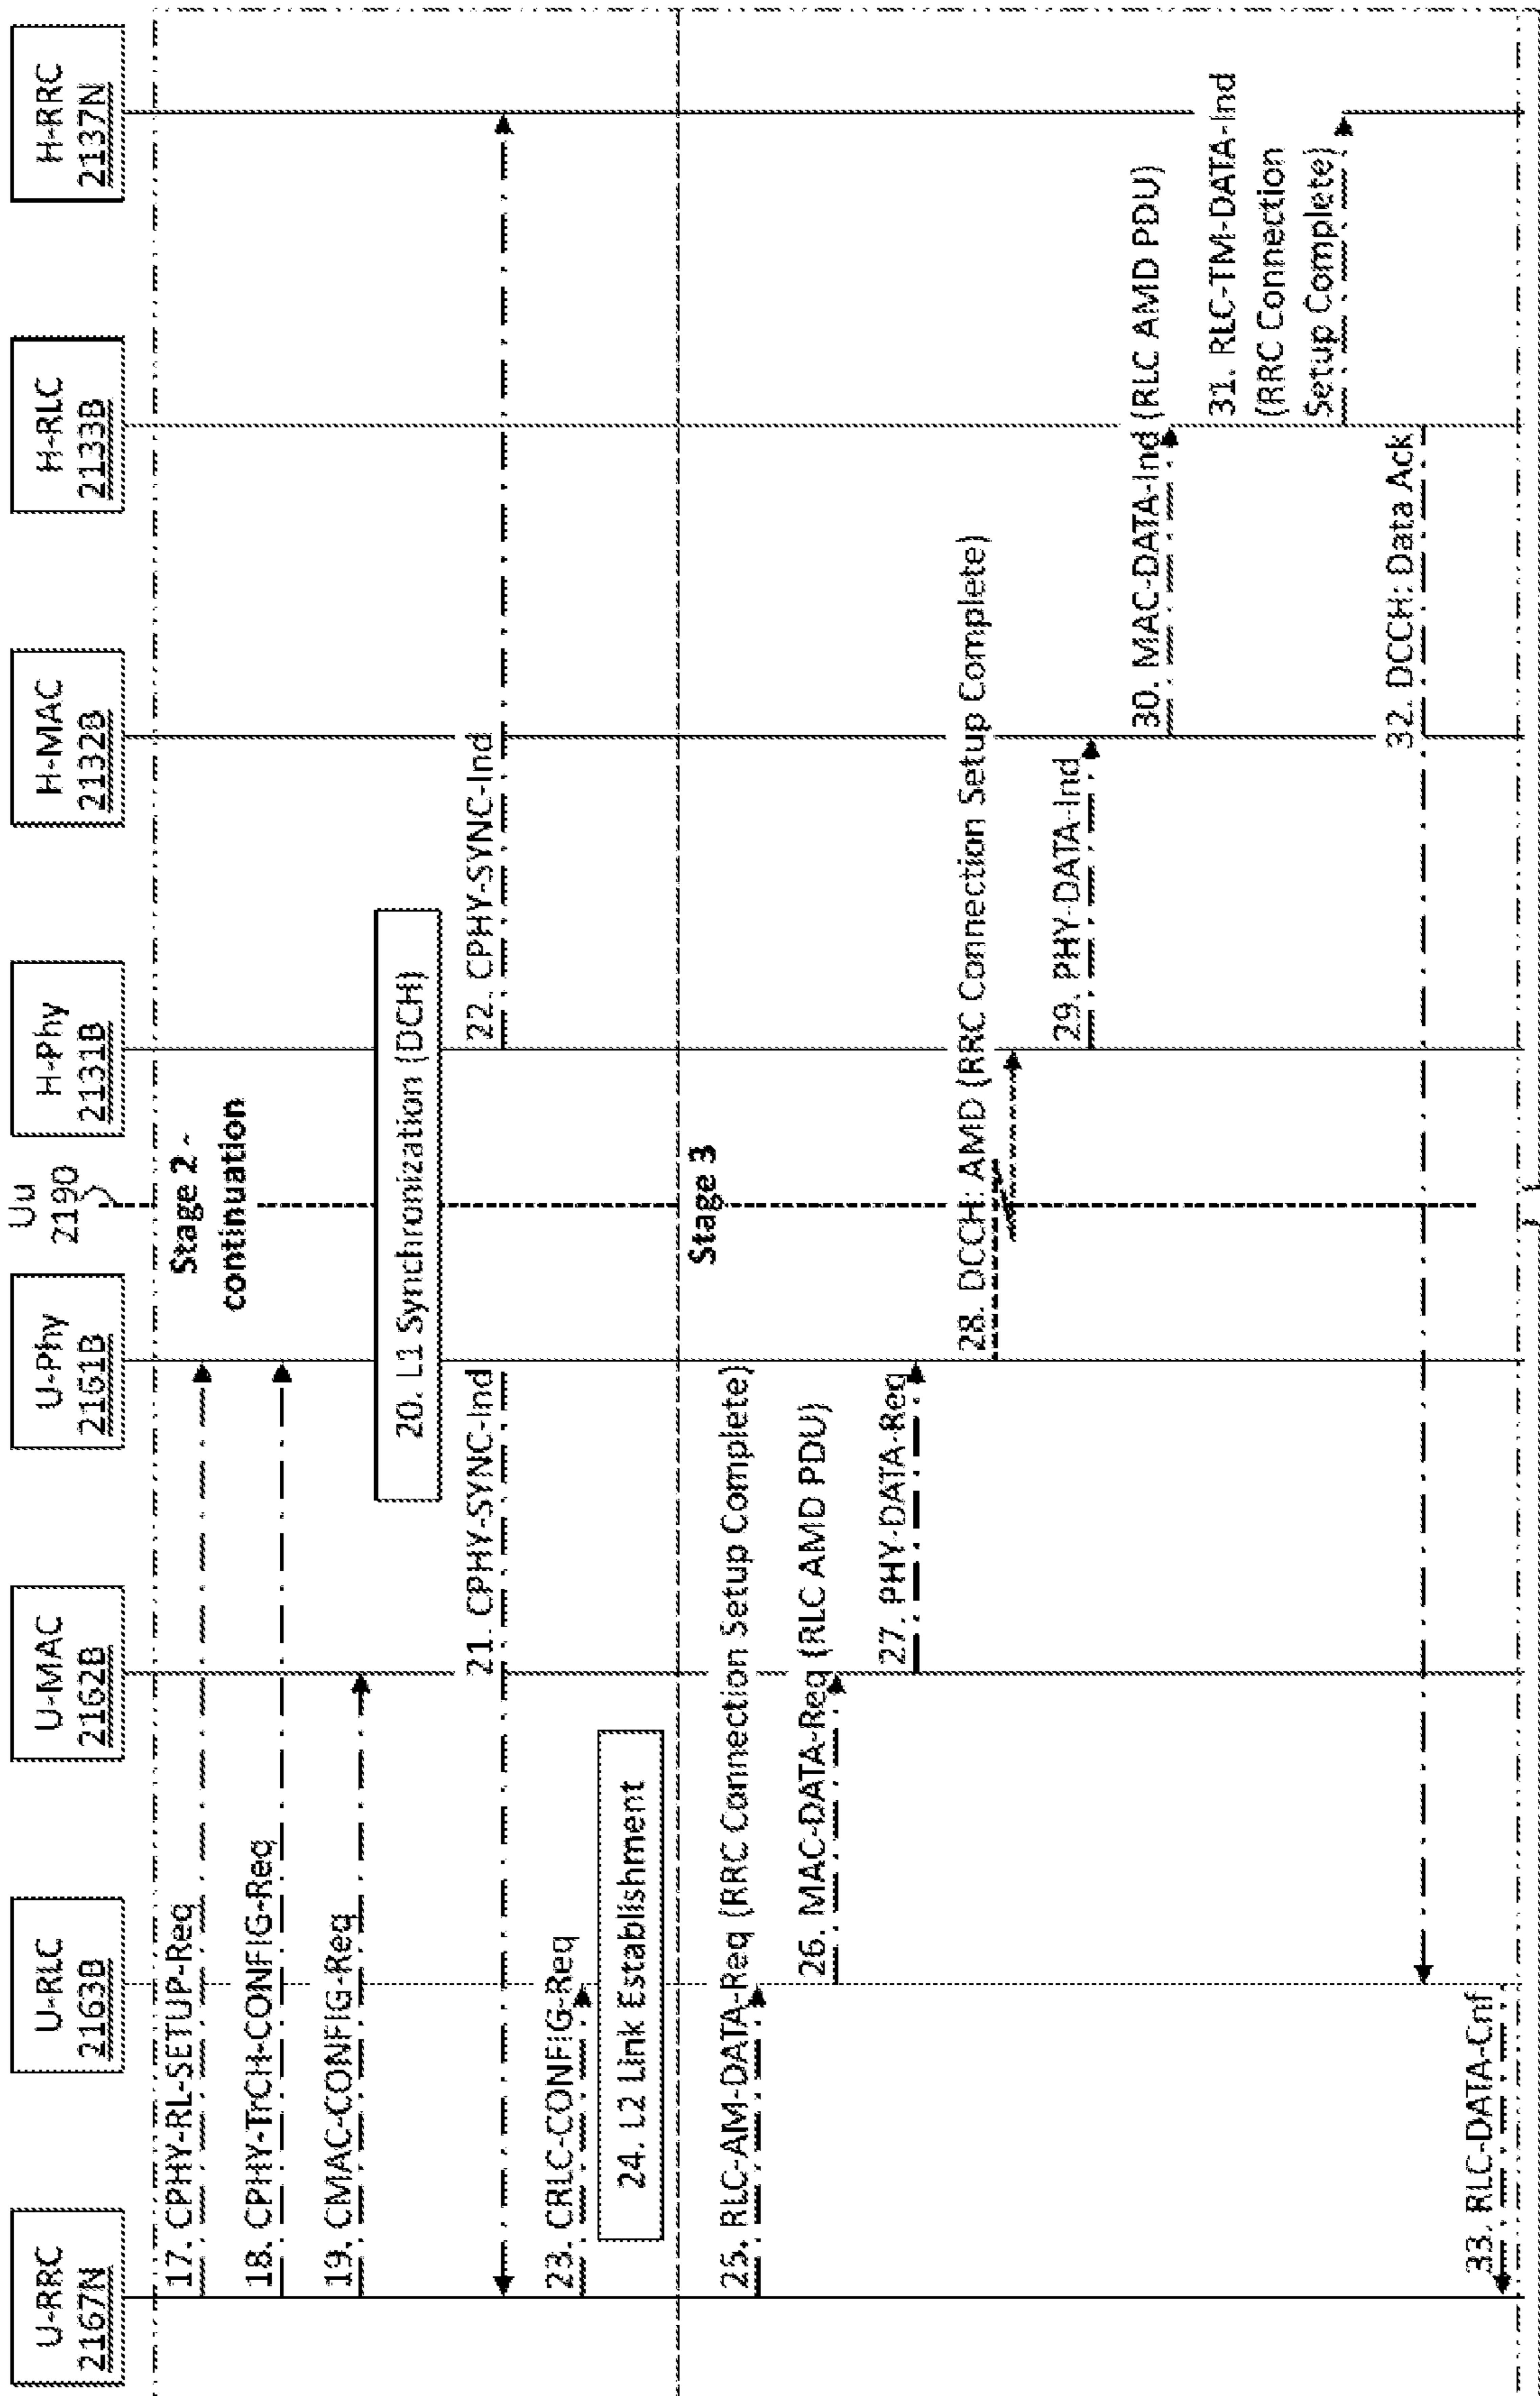 U-RRC
2167N
U-RLC
2163B
U-MAC
2162B
U-Phy
2161B
Uu
2190
H-Phy
2131B
H-MAC
2132B
H-RLC
2133B
H-RRC
2137N
Stage 2 -
continuation
17. CPHY-RL-SETUP-Req
18. CPHY-TrCH-CONFIG-Req
19. CMAC-CONFIG-Req
20. L1 Synchronization (DCH)
21. CPHY-SYNC-Ind
22. CPHY-SYNC-Ind
23. CRLC-CONFIG-Req
24. L2 Link Establishment
Stage 3
25. RLC-AM-DATA-Req (RRC Connection Setup Complete)
26. MAC-DATA-Req (RLC AMD PDU)
27. PHY-DATA-Req
28. DCCH: AMD (RRC Connection Setup Complete)
29. PHY-DATA-Ind
30. MAC-DATA-Ind (RLC AMD PDU)
31. RLC-TM-DATA-Ind
(RRC Connection
Setup Complete)
32. DCCH: Data Ack
33. RLC-DATA-Cnf